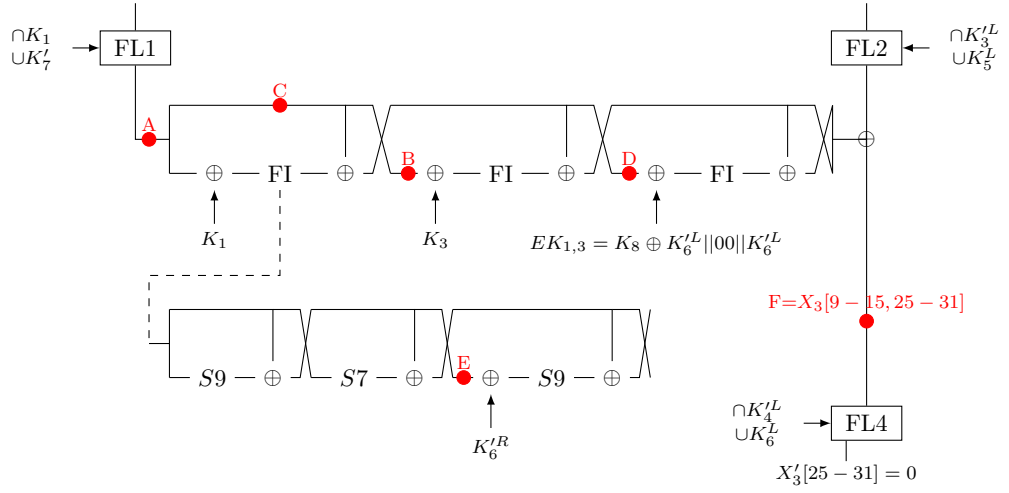 ∩K₁
∪K′₇
FL1
FL2
∩K′₃ᴸ
∪K₅ᴸ
A
C
B
D
FI
FI
FI
K₁
K₃
EK₁,₃ = K₈ ⊕ K′₆ᴸ||00||K′₆ᴸ
F=X₃[9 − 15, 25 − 31]
S9
S7
E
S9
K′₆ᴿ
∩K′₄ᴸ
∪K₆ᴸ
FL4
X′₃[25 − 31] = 0